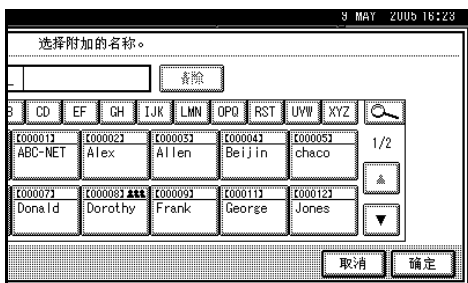 9 MAY 2005 16:23
选择附加的名称。
清除
B CD EF GH IJK LMN OPQ RST UVW XYZ
[00001] [00002] [00003] [00004] [00005] 1/2
ABC-NET Alex Allen Beijin chaco
[00007] [00008] [00009] [00011] [00012]
Donald Dorothy Frank George Jones
取消 确定